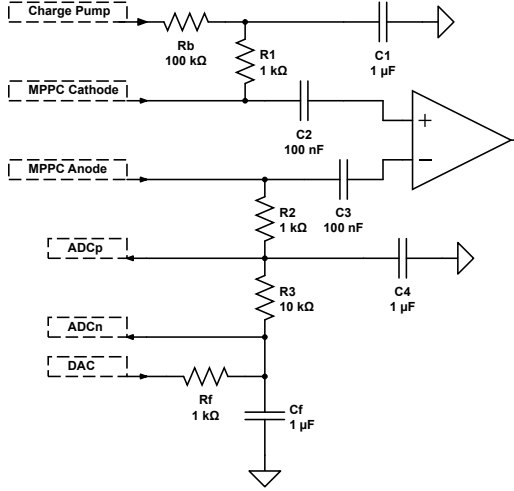 Charge Pump
Rb
100 kΩ
R1
1 kΩ
C1
1 µF
MPPC Cathode
C2
100 nF
+
−
MPPC Anode
R2
1 kΩ
C3
100 nF
ADCp
R3
10 kΩ
C4
1 µF
ADCn
DAC
Rf
1 kΩ
Cf
1 µF